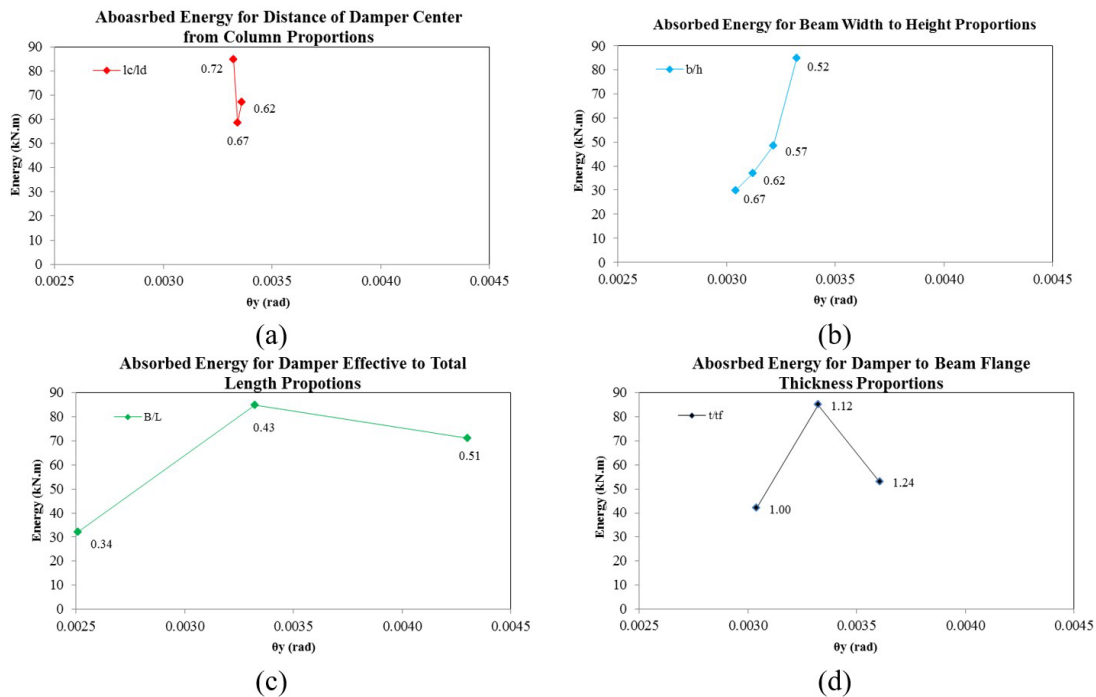 Aboasrbed Energy for Distance of Damper Center
from Column Proportions
90
80
70
60
50
40
30
20
10
0
Energy (kN.m)
lc/ld
0.72
0.62
0.67
0.0025 0.0030 0.0035 0.0040 0.0045
θy (rad)
(a)
Absorbed Energy for Beam Width to Height Proportions
90
80
70
60
50
40
30
20
10
0
Energy (kN.m)
b/h
0.52
0.57
0.62
0.67
0.0025 0.0030 0.0035 0.0040 0.0045
θy (rad)
(b)
Absorbed Energy for Damper Effective to Total
Length Propotions
90
80
70
60
50
40
30
20
10
0
Energy (kN.m)
B/L
0.43
0.51
0.34
0.0025 0.0030 0.0035 0.0040 0.0045
θy (rad)
(c)
Abosrbed Energy for Damper to Beam Flange
Thickness Proportions
90
80
70
60
50
40
30
20
10
0
Energy (kN.m)
t/tf
1.12
1.24
1.00
0.0025 0.0030 0.0035 0.0040 0.0045
θy (rad)
(d)